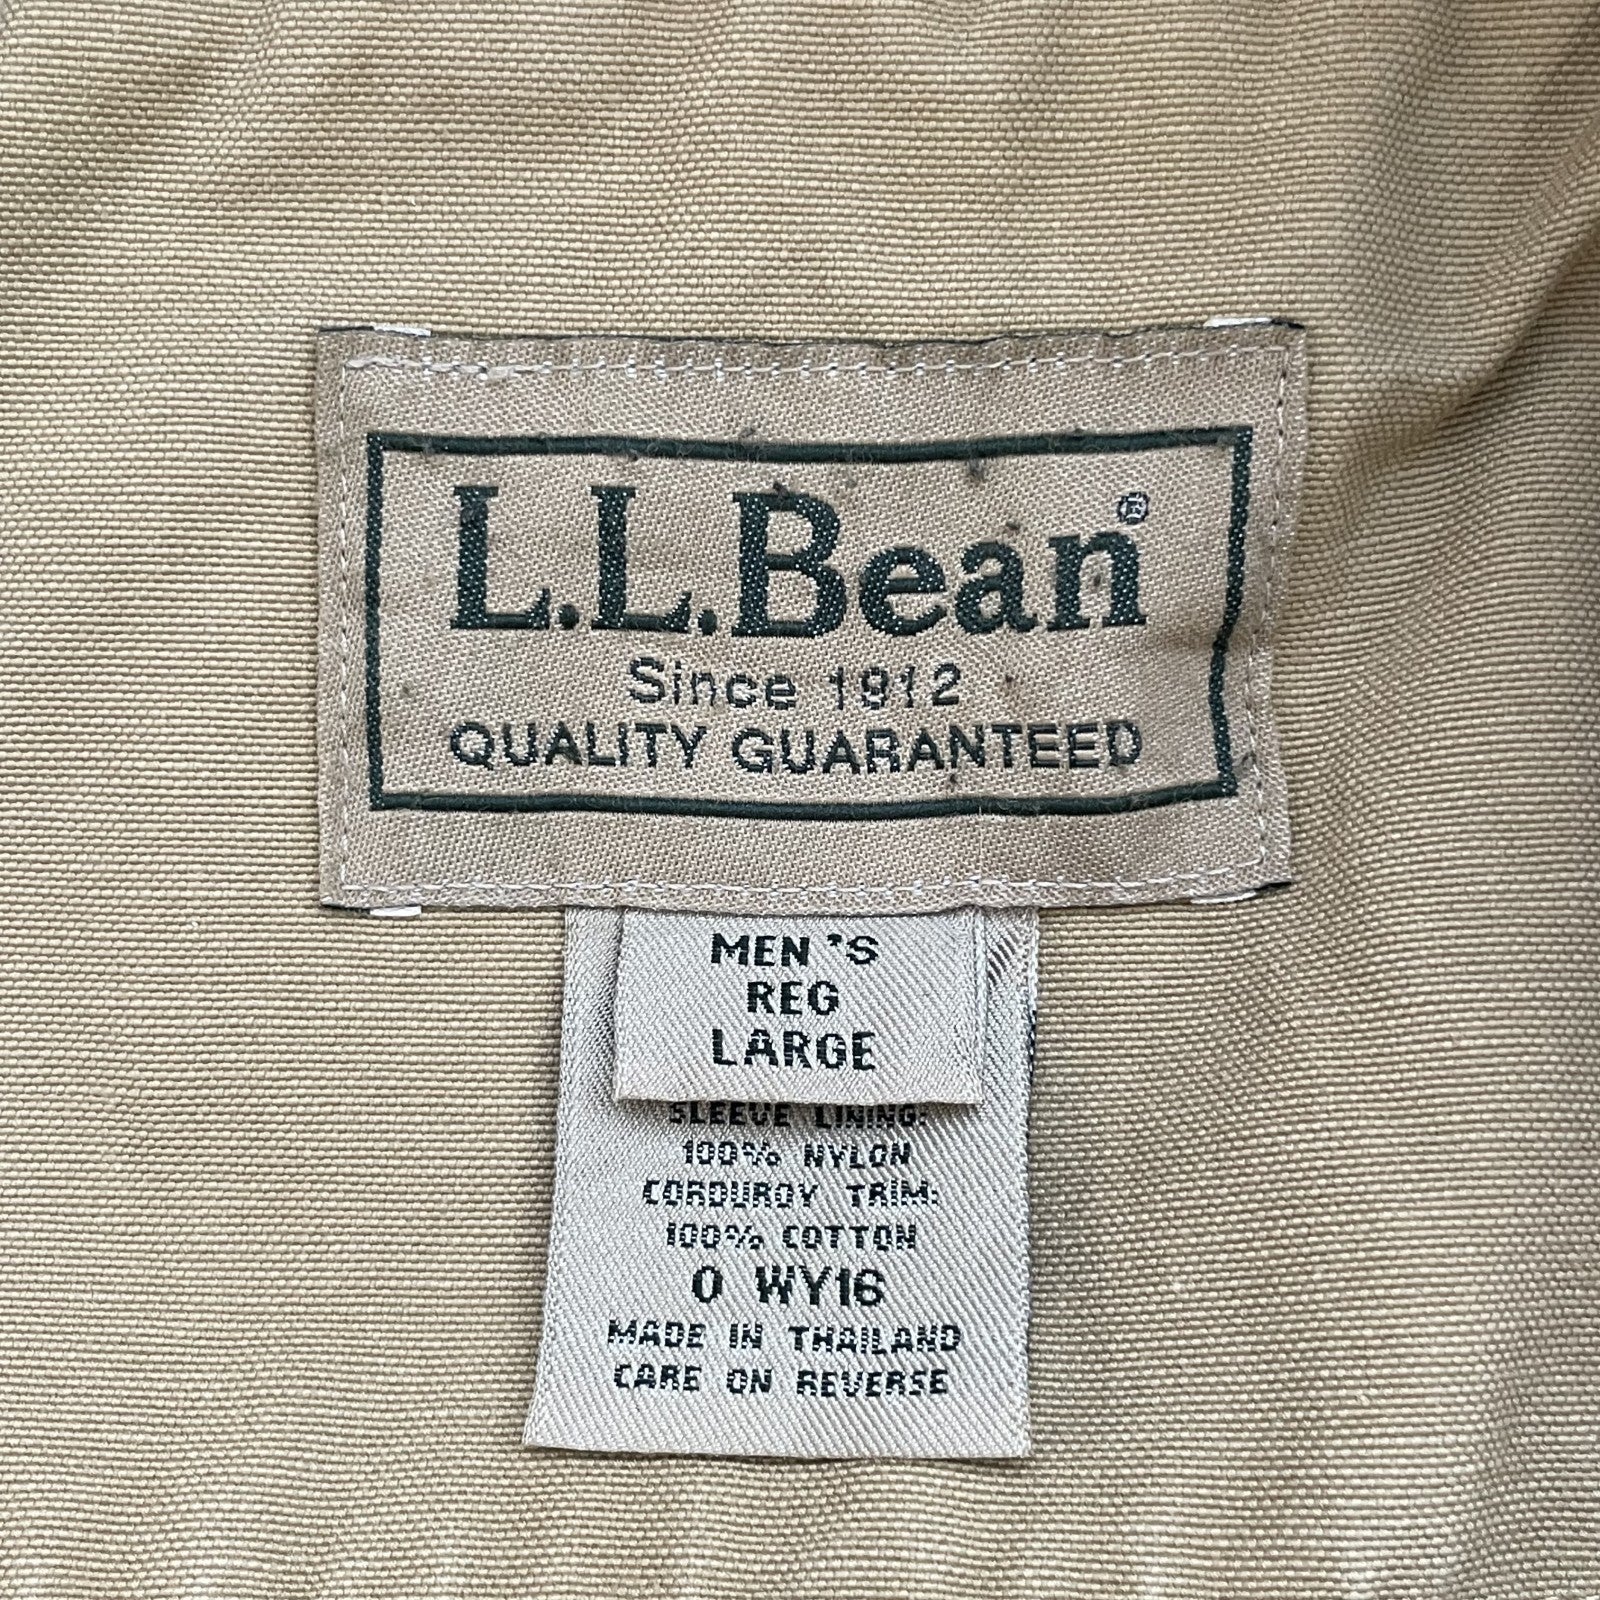 L.L.Bean®
Since 1912
QUALITY GUARANTEED
MEN'S
REG
LARGE
SLEEVE LINING:
100% NYLON
CORDUROY TRIM:
100% COTTON
0 WY16
MADE IN THAILAND
CARE ON REVERSE